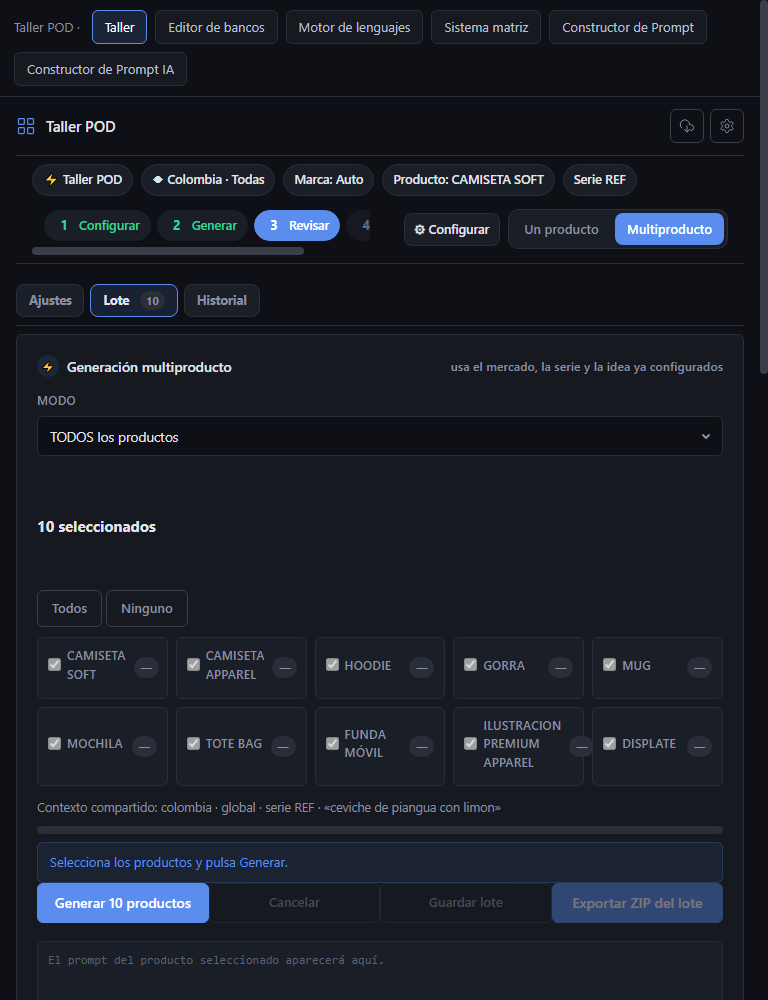 Taller POD · Taller Editor de bancos Motor de lenguajes Sistema matriz Constructor de Prompt
Constructor de Prompt IA
Taller POD
Taller POD Colombia · Todas Marca: Auto Producto: CAMISETA SOFT Serie REF
1 Configurar 2 Generar 3 Revisar 4 Configurar Un producto Multiproducto
Ajustes Lote 10 Historial
Generación multiproducto usa el mercado, la serie y la idea ya configurados
MODO
TODOS los productos
10 seleccionados
Todos Ninguno
CAMISETA SOFT —
CAMISETA APPAREL —
HOODIE —
GORRA —
MUG —
MOCHILA —
TOTE BAG —
FUNDA MÓVIL —
ILUSTRACION PREMIUM APPAREL —
DISPLATE —
Contexto compartido: colombia · global · serie REF · «ceviche de piangua con limon»
Selecciona los productos y pulsa Generar.
Generar 10 productos Cancelar Guardar lote Exportar ZIP del lote
El prompt del producto seleccionado aparecerá aquí.